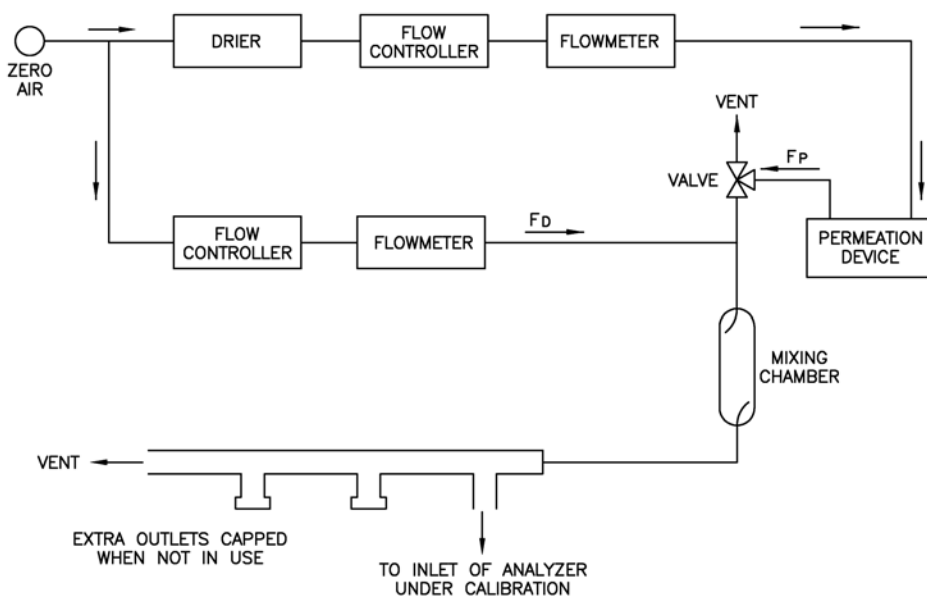 ZERO
AIR
DRIER
FLOW
CONTROLLER
FLOWMETER
VENT
VALVE
FP
PERMEATION
DEVICE
FLOW
CONTROLLER
FLOWMETER
FD
MIXING
CHAMBER
VENT
EXTRA OUTLETS CAPPED
WHEN NOT IN USE
TO INLET OF ANALYZER
UNDER CALIBRATION